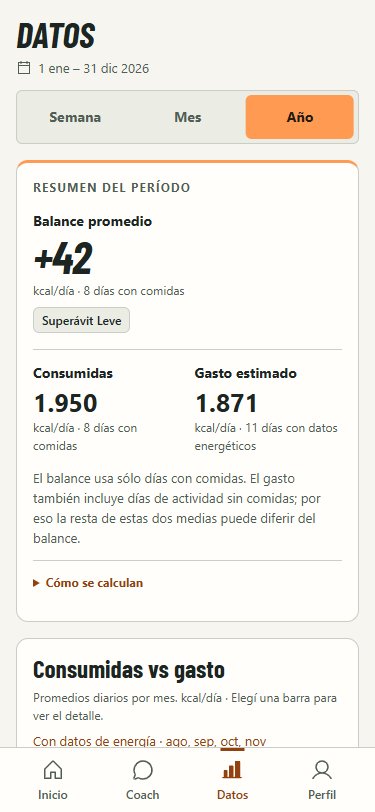 DATOS
1 ene – 31 dic 2026
Semana Mes Año
RESUMEN DEL PERÍODO
Balance promedio
+42
kcal/día · 8 días con comidas
Superávit Leve
Consumidas Gasto estimado
1.950 1.871
kcal/día · 8 días con kcal/día · 11 días con datos
comidas energéticos
El balance usa sólo días con comidas. El gasto
también incluye días de actividad sin comidas; por
eso la resta de estas dos medias puede diferir del
balance.
Cómo se calculan
Consumidas vs gasto
Promedios diarios por mes. kcal/día · Elegí una barra para
ver el detalle.
Con datos de energía · ago, sep, oct, nov
Inicio Coach Datos Perfil